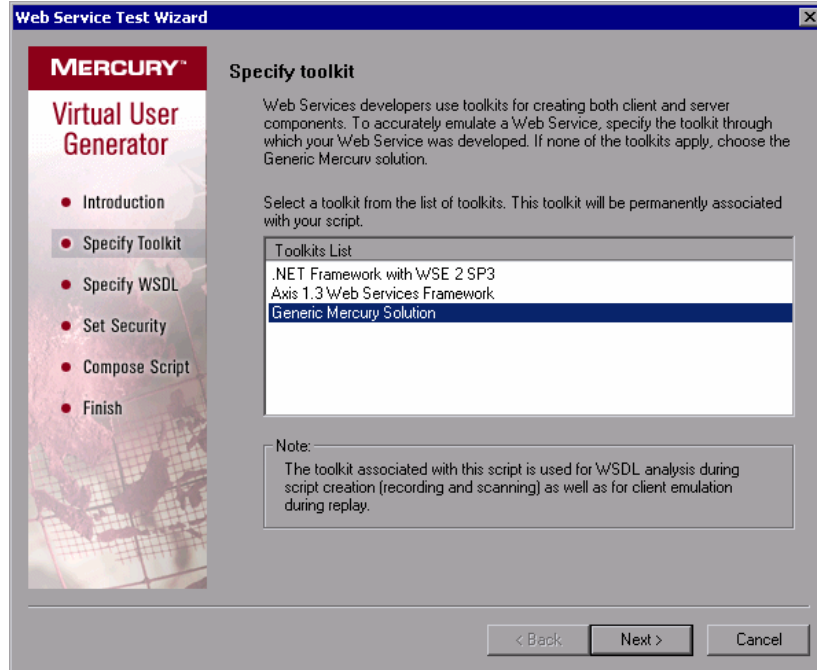 Web Service Test Wizard
MERCURY™
Virtual User
Generator
Introduction
Specify Toolkit
Specify WSDL
Set Security
Compose Script
Finish
Specify toolkit
Web Services developers use toolkits for creating both client and server
components. To accurately emulate a Web Service, specify the toolkit through
which your Web Service was developed. If none of the toolkits apply, choose the
Generic Mercury solution.
Select a toolkit from the list of toolkits. This toolkit will be permanently associated
with your script.
Toolkits List
.NET Framework with WSE 2 SP3
Axis 1.3 Web Services Framework
Generic Mercury Solution
Note:
The toolkit associated with this script is used for WSDL analysis during
script creation (recording and scanning) as well as for client emulation
during replay.
< Back
Next >
Cancel